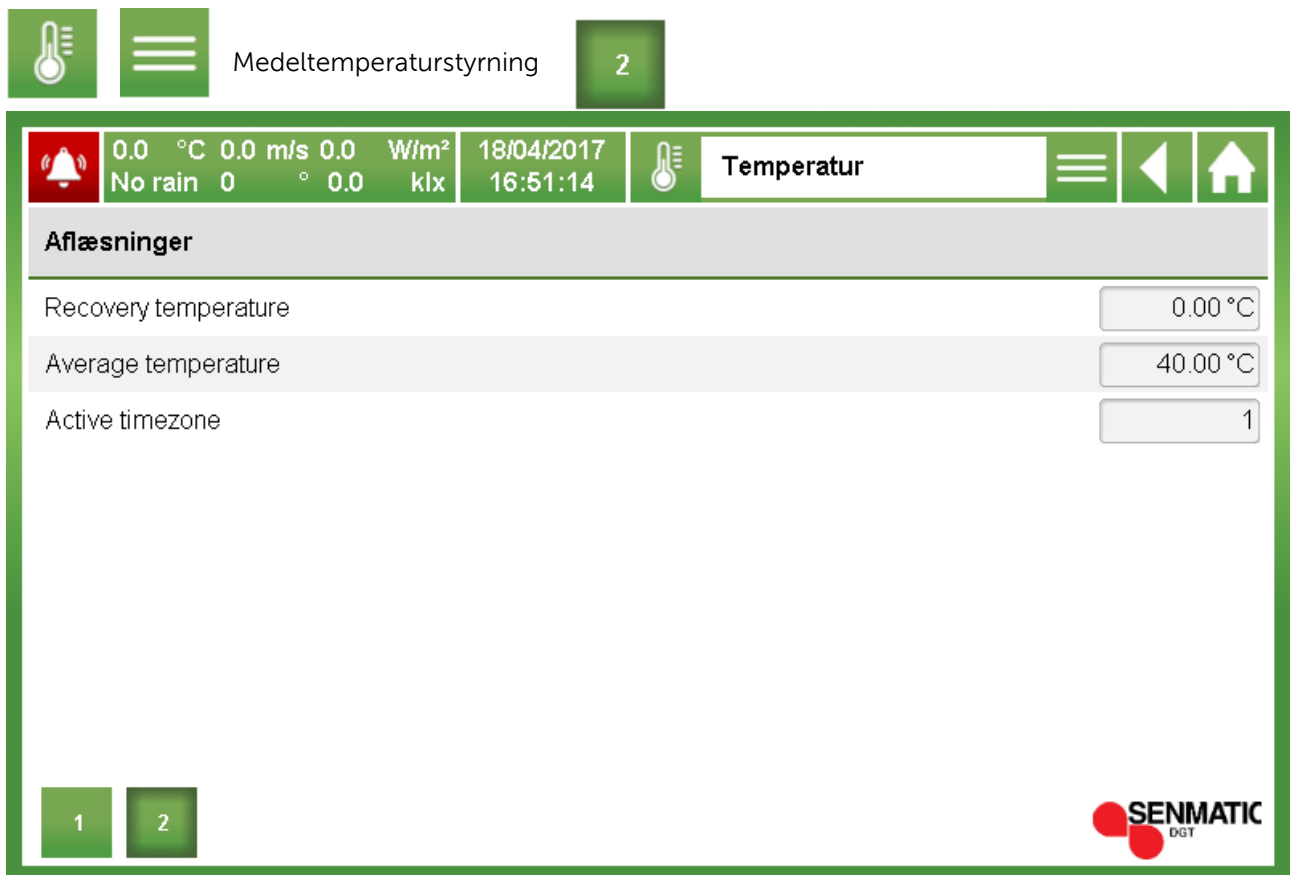 Medeltemperaturstyrning 2
0.0 °C 0.0 m/s 0.0 W/m² 18/04/2017
No rain 0 ° 0.0 klx 16:51:14
Temperatur
Aflæsninger
Recovery temperature 0.00 °C
Average temperature 40.00 °C
Active timezone 1
1 2
SENMATIC
DGT